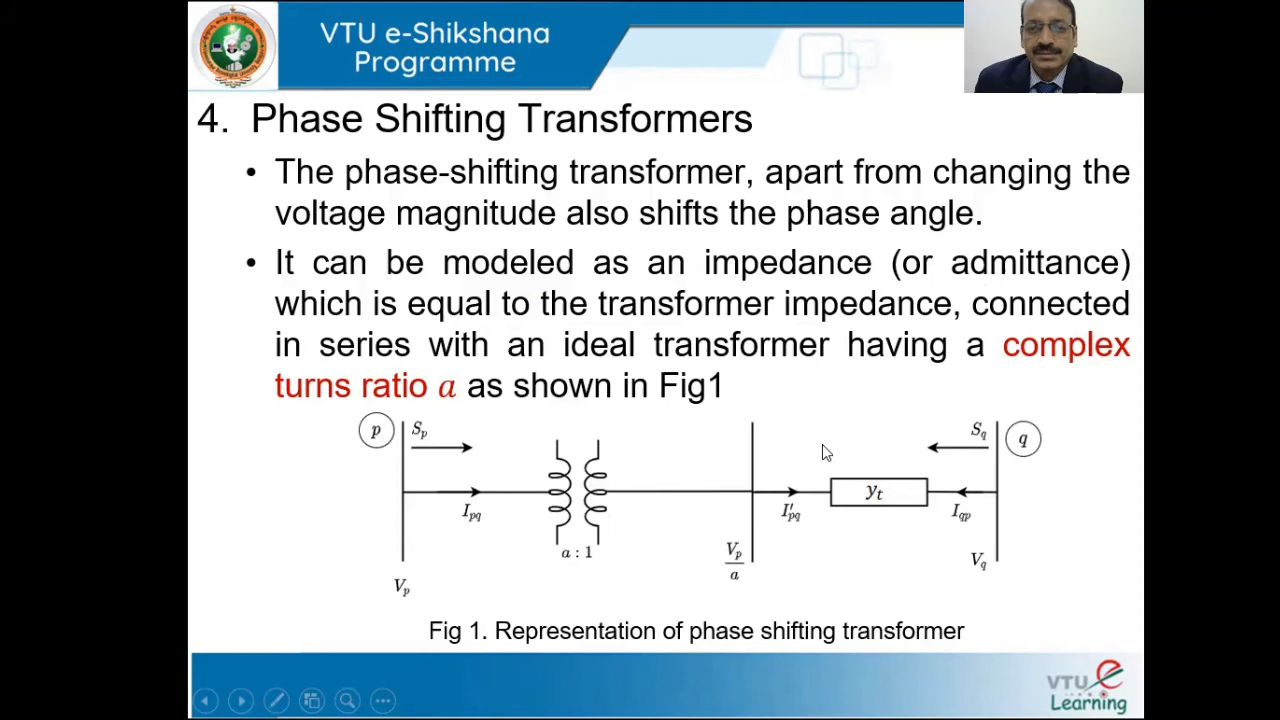 VTU e-Shikshana
Programme
4. Phase Shifting Transformers
• The phase-shifting transformer, apart from changing the
voltage magnitude also shifts the phase angle.
• It can be modeled as an impedance (or admittance)
which is equal to the transformer impedance, connected
in series with an ideal transformer having a complex
turns ratio a as shown in Fig1
p
S_p
S_q
q
y_t
I_pq
I'_pq
I_qp
a : 1
V_p/a
V_q
V_p
Fig 1. Representation of phase shifting transformer
VTU e
Learning